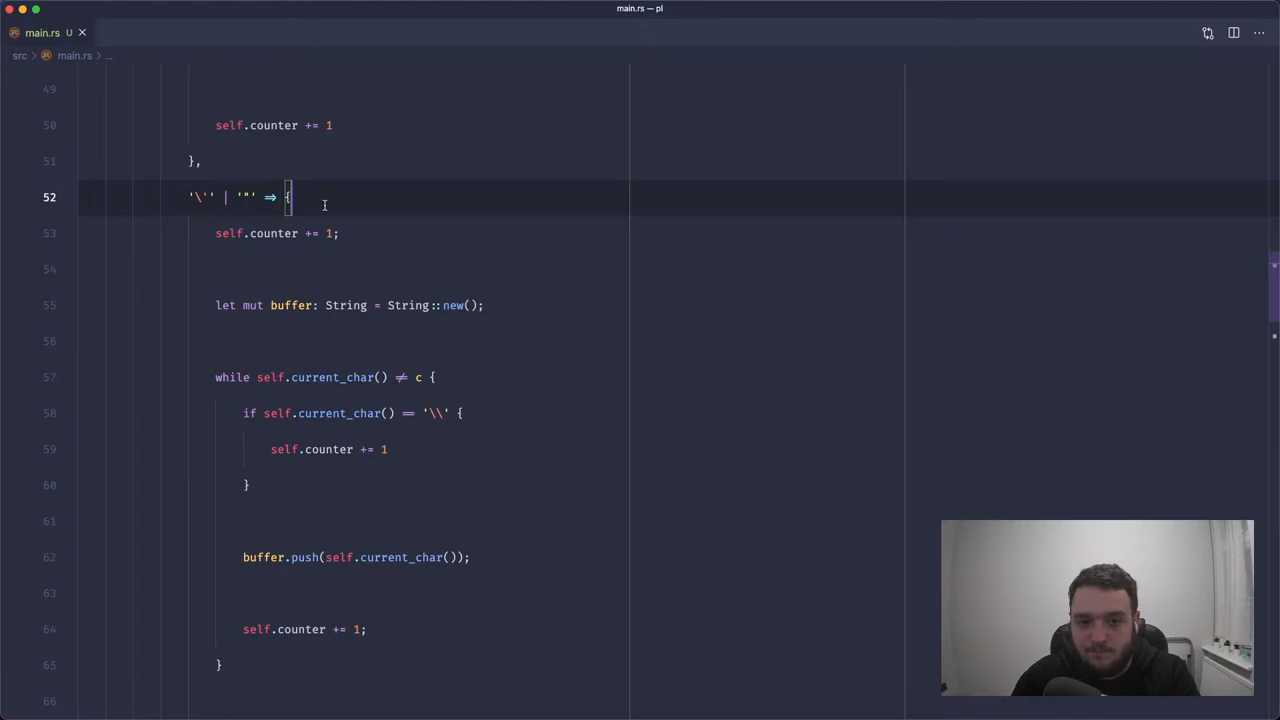 main.rs — pl
main.rs U
src > main.rs > ...
49
50 self.counter += 1
51 },
52 '\'' | '"' => {
53 self.counter += 1;
54
55 let mut buffer: String = String::new();
56
57 while self.current_char() != c {
58 if self.current_char() == '\\' {
59 self.counter += 1
60 }
61
62 buffer.push(self.current_char());
63
64 self.counter += 1;
65 }
66